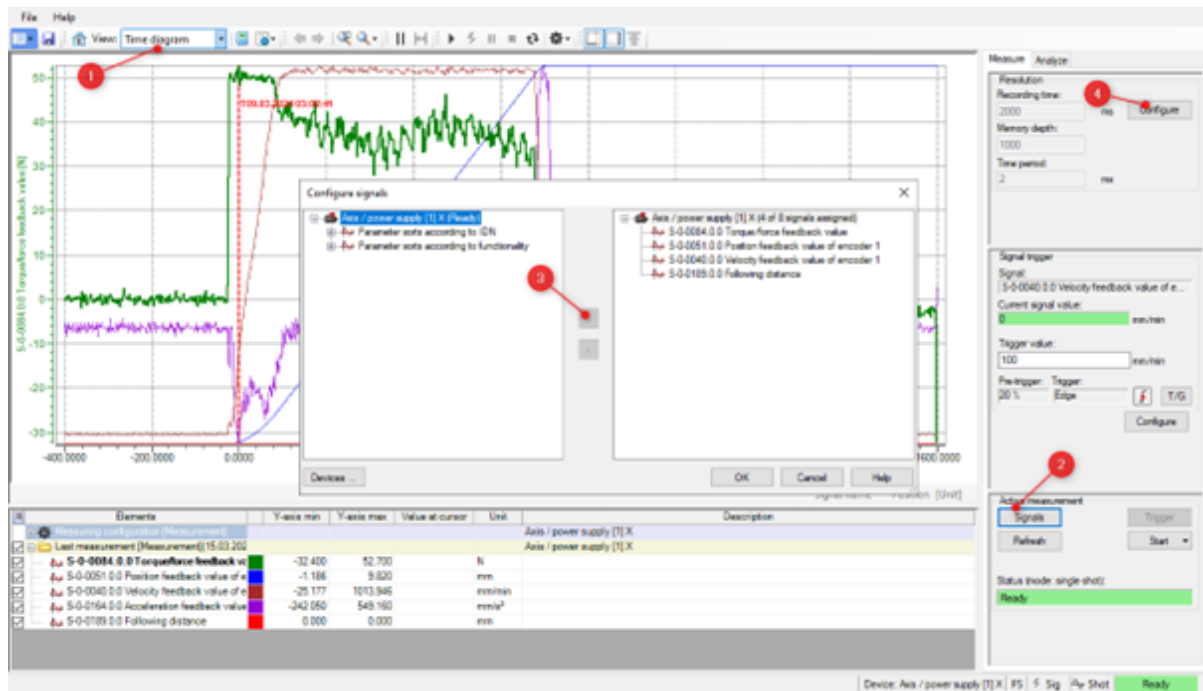 File Help
View: Time diagram
1
Measure Analyze
Resolution
Recording time:
2000 ms Configure
4
Memory depth:
1000
Time period:
2 ms
Signal trigger
Signal:
S-0-0040.0.0 Velocity feedback value of e...
Current signal value:
0 mm/min
Trigger value:
100 mm/min
Pre-trigger: Trigger:
20 % Edge T/G
Configure
2
Active measurement
Signals Trigger
Refresh Start
Status (mode: single shot):
Ready
S-0-0084.0.0 Torque/force feedback value [N]
50
40
30
20
10
0
-10
-20
-30
-400.0000 -200.0000 0.0000 1600.0000
Configure signals
Axis / power supply [1] X (Ready)
Parameter sorts according to IDN
Parameter sorts according to functionality
3
Axis / power supply [1] X (4 of 8 signals assigned)
S-0-0084.0.0 Torque/force feedback value
S-0-0051.0.0 Position feedback value of encoder 1
S-0-0040.0.0 Velocity feedback value of encoder 1
S-0-0189.0.0 Following distance
Devices ... OK Cancel Help
Position [Unit]
Elements Y-axis min Y-axis max Value at cursor Unit Description
Measuring configuration [Measurement] Axis / power supply [1] X
Last measurement [Measurement](15.03.202 Axis / power supply [1] X
S-0-0084.0.0 Torque/force feedback vc -32.400 52.700 N
S-0-0051.0.0 Position feedback value of e -1.186 9.820 mm
S-0-0040.0.0 Velocity feedback value of e -25.177 1013.946 mm/min
S-0-0164.0.0 Acceleration feedback value -242.050 549.160 mm/s²
S-0-0189.0.0 Following distance 0.000 0.000 mm
Device: Axis / power supply [1] X FS Sig Shot Ready